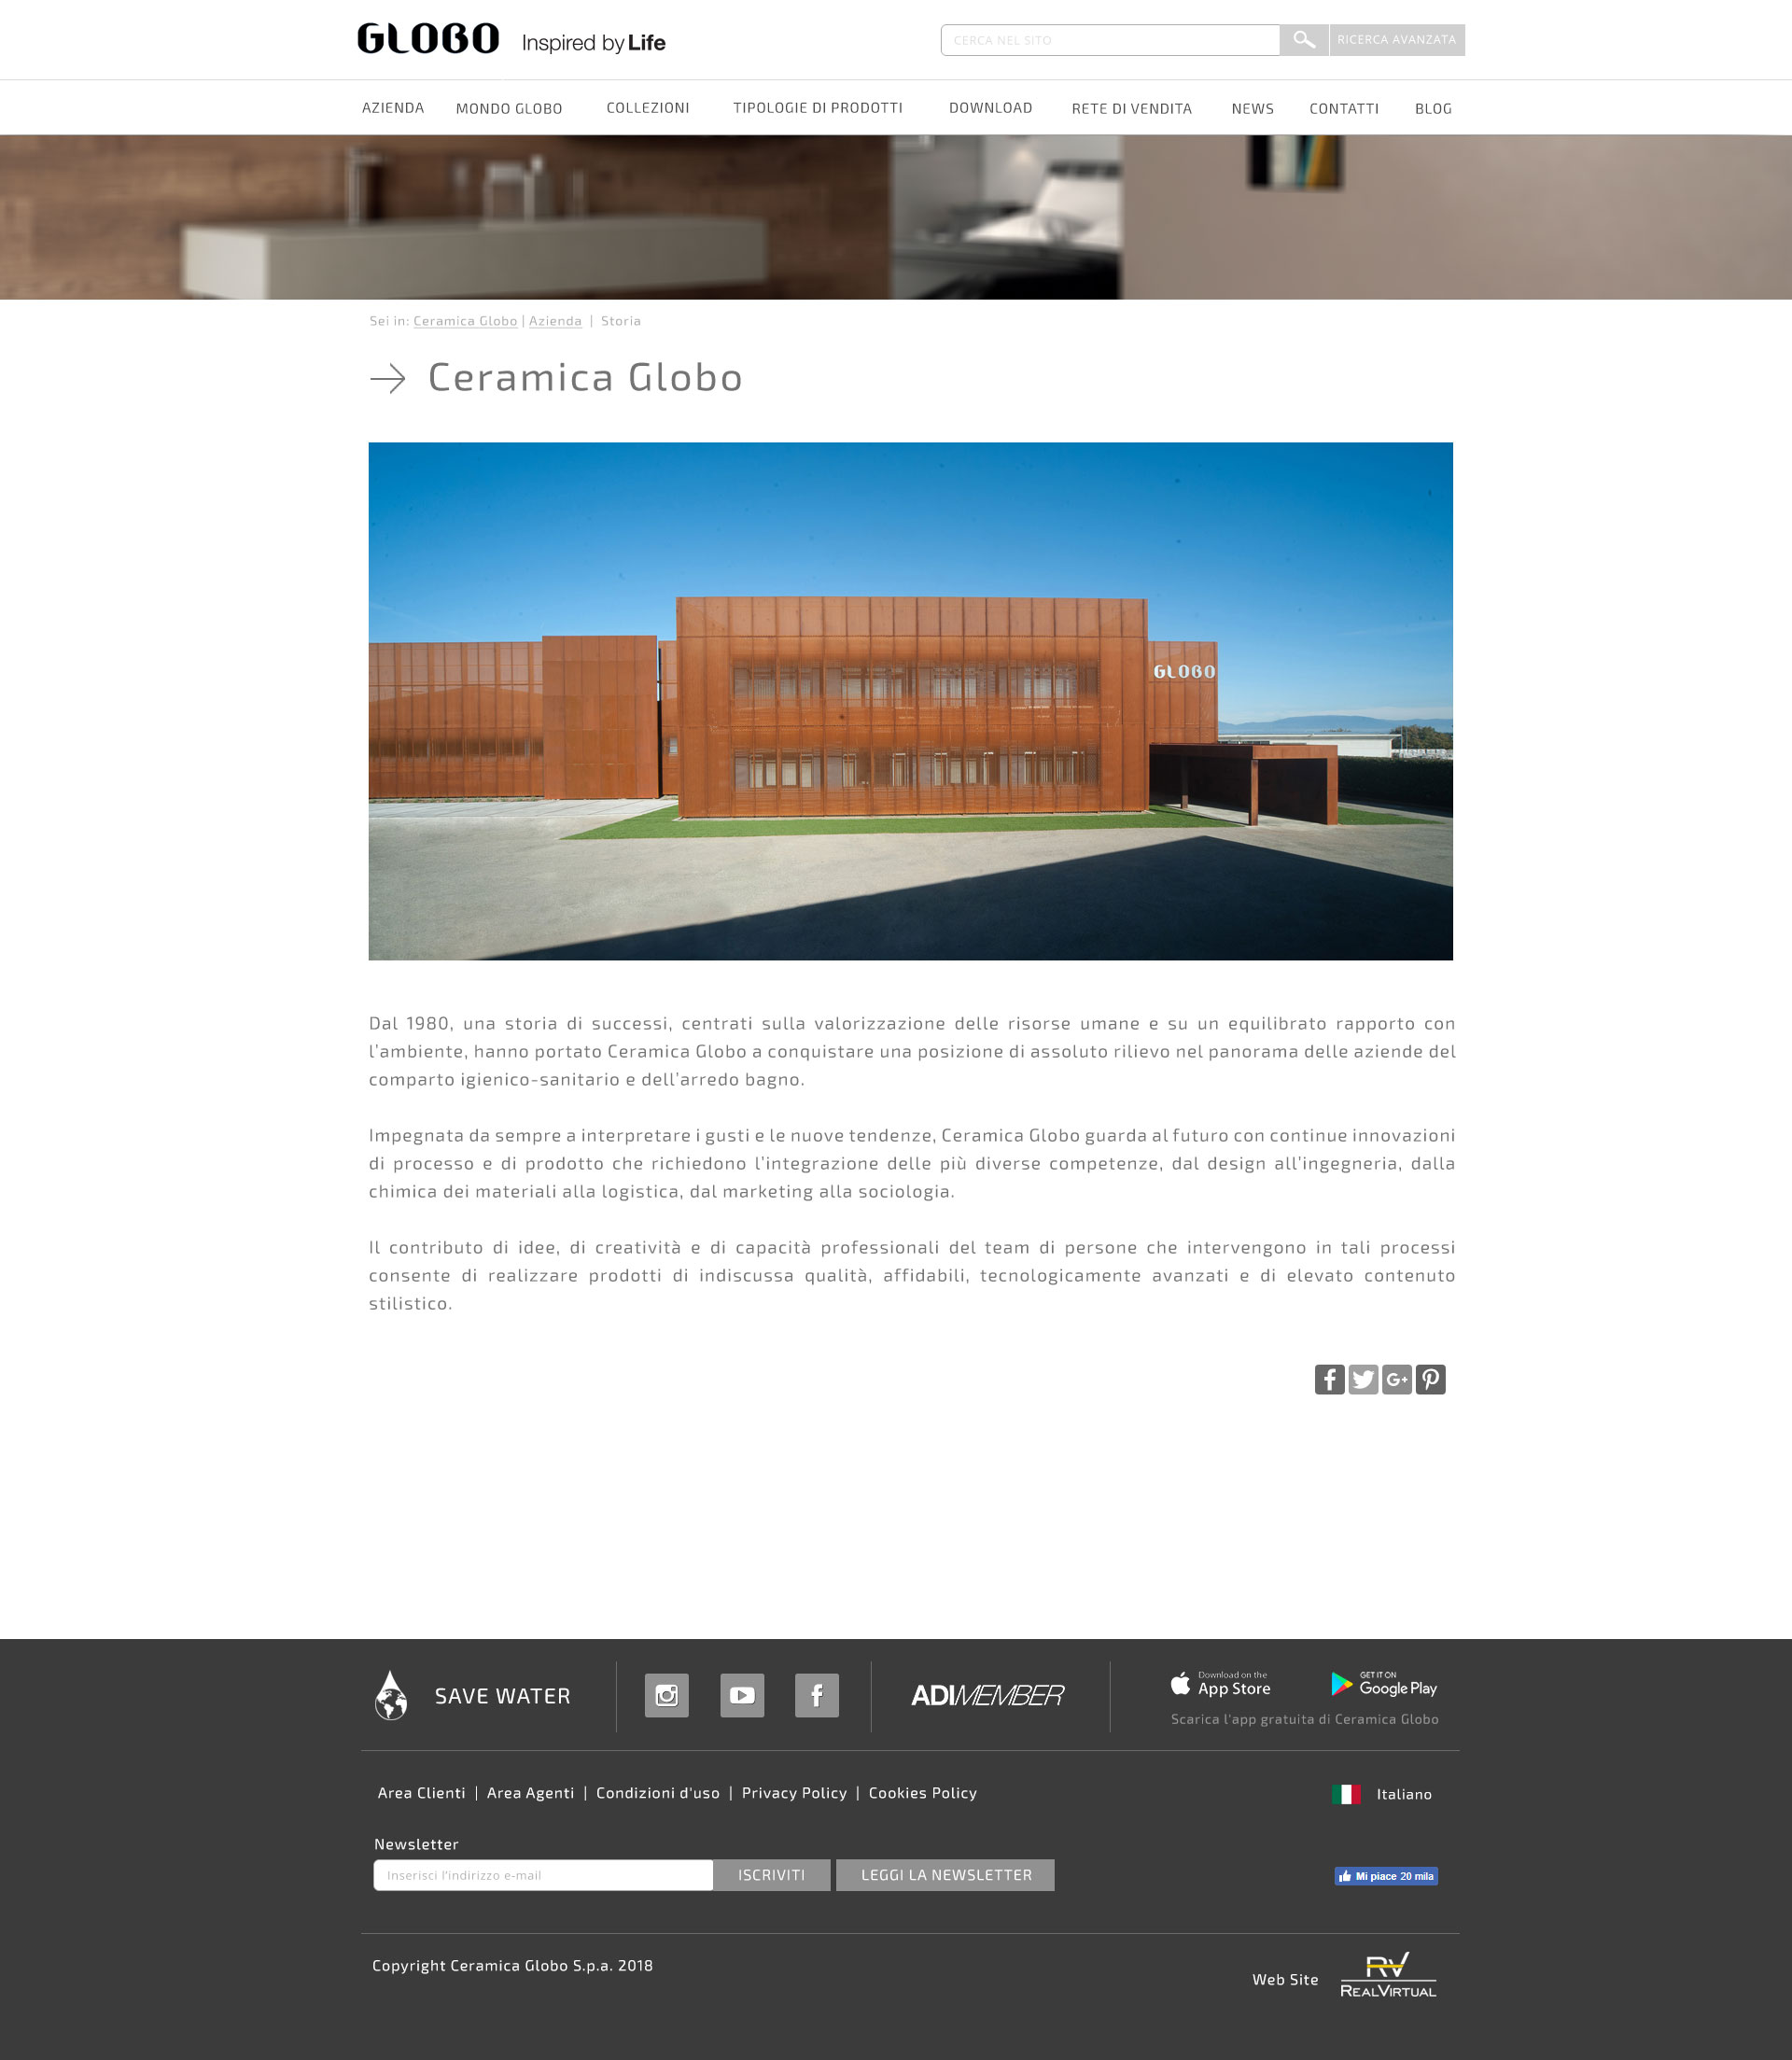 GLOBO Inspired by Life
CERCA NEL SITO
RICERCA AVANZATA
AZIENDA MONDO GLOBO COLLEZIONI TIPOLOGIE DI PRODOTTI DOWNLOAD RETE DI VENDITA NEWS CONTATTI BLOG
Sei in: Ceramica Globo | Azienda | Storia
Ceramica Globo
GLOBO
Dal 1980, una storia di successi, centrati sulla valorizzazione delle risorse umane e su un equilibrato rapporto con
l’ambiente, hanno portato Ceramica Globo a conquistare una posizione di assoluto rilievo nel panorama delle aziende del
comparto igienico-sanitario e dell’arredo bagno.
Impegnata da sempre a interpretare i gusti e le nuove tendenze, Ceramica Globo guarda al futuro con continue innovazioni
di processo e di prodotto che richiedono l’integrazione delle più diverse competenze, dal design all’ingegneria, dalla
chimica dei materiali alla logistica, dal marketing alla sociologia.
Il contributo di idee, di creatività e di capacità professionali del team di persone che intervengono in tali processi
consente di realizzare prodotti di indiscussa qualità, affidabili, tecnologicamente avanzati e di elevato contenuto
stilistico.
SAVE WATER
ADIMEMBER
Download on the
App Store
GET IT ON
Google Play
Scarica l'app gratuita di Ceramica Globo
Area Clienti | Area Agenti | Condizioni d'uso | Privacy Policy | Cookies Policy
Italiano
Newsletter
Inserisci l'indirizzo e-mail
ISCRIVITI
LEGGI LA NEWSLETTER
Mi piace 20 mila
Copyright Ceramica Globo S.p.a. 2018
Web Site
RV
REALVIRTUAL